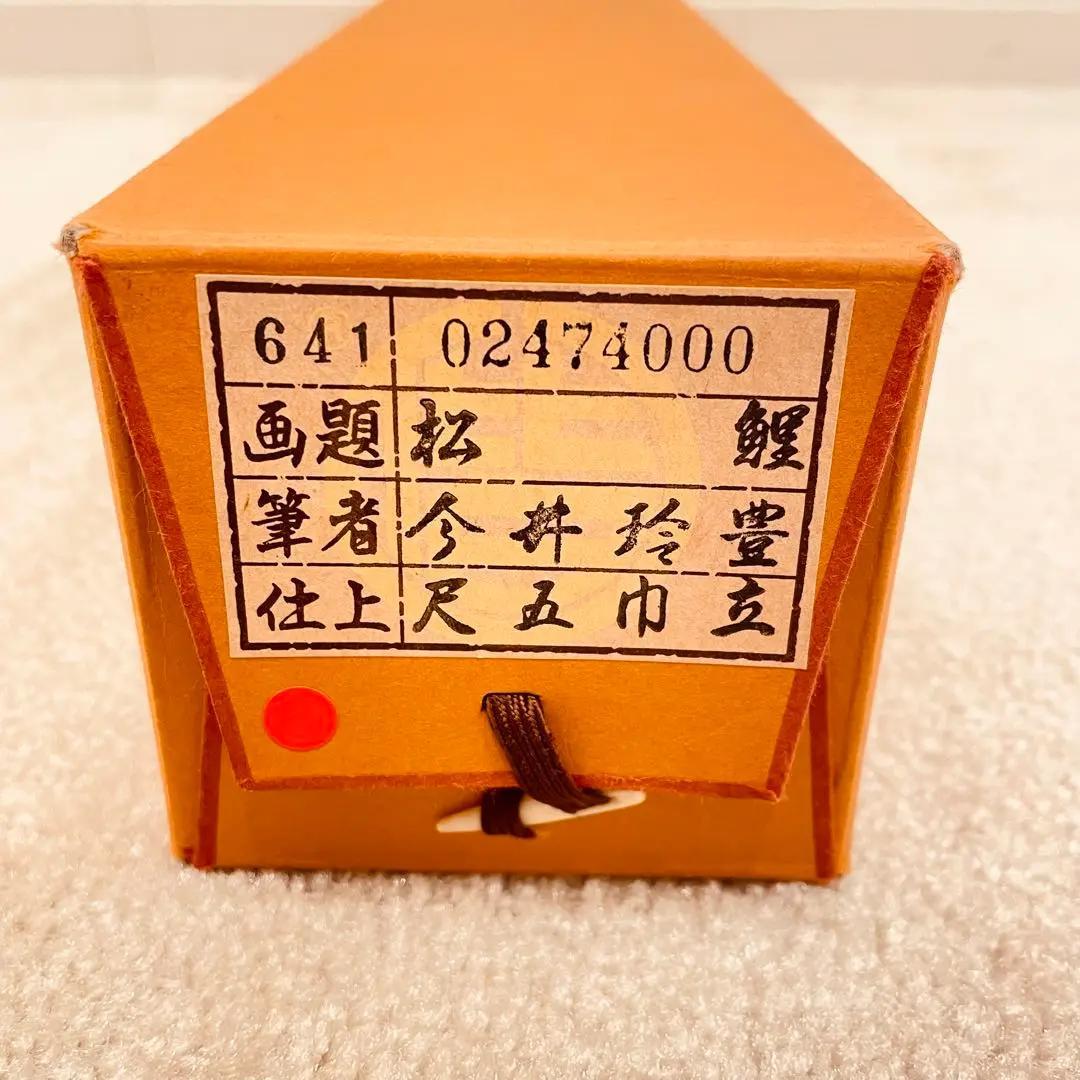 641 02474000
画題 松 鯉
筆者 今井玲豊
仕上 尺五巾立